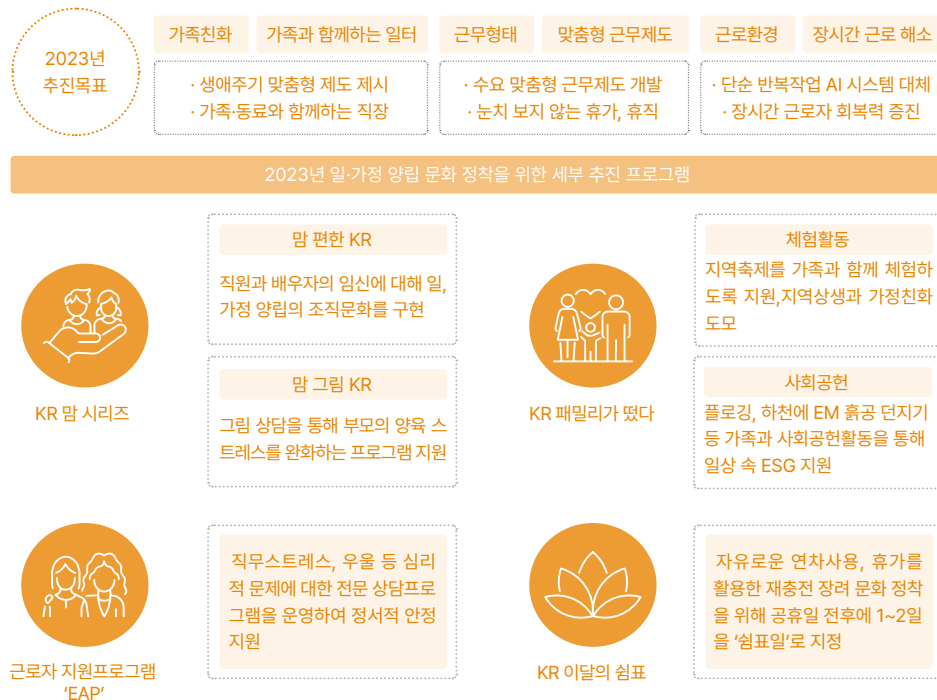 2023년
추진목표
가족친화
가족과 함께하는 일터
· 생애주기 맞춤형 제도 제시
· 가족·동료와 함께하는 직장
근무형태
맞춤형 근무제도
· 수요 맞춤형 근무제도 개발
· 눈치 보지 않는 휴가, 휴직
근로환경
장시간 근로 해소
· 단순 반복작업 AI 시스템 대체
· 장시간 근로자 회복력 증진
2023년 일·가정 양립 문화 정착을 위한 세부 추진 프로그램
KR 맘 시리즈
맘 편한 KR
직원과 배우자의 임신에 대해 일,
가정 양립의 조직문화를 구현
맘 그림 KR
그림 상담을 통해 부모의 양육 스
트레스를 완화하는 프로그램 지원
KR 패밀리가 떴다
체험활동
지역축제를 가족과 함께 체험하
도록 지원,지역상생과 가정친화
도모
사회공헌
플로깅, 하천에 EM 흙공 던지기
등 가족과 사회공헌활동을 통해
일상 속 ESG 지원
근로자 지원프로그램
‘EAP’
직무스트레스, 우울 등 심리
적 문제에 대한 전문 상담프로
그램을 운영하여 정서적 안정
지원
KR 이달의 쉼표
자유로운 연차사용, 휴가를
활용한 재충전 장려 문화 정착
을 위해 공휴일 전후에 1~2일
을 ‘쉼표일’로 지정